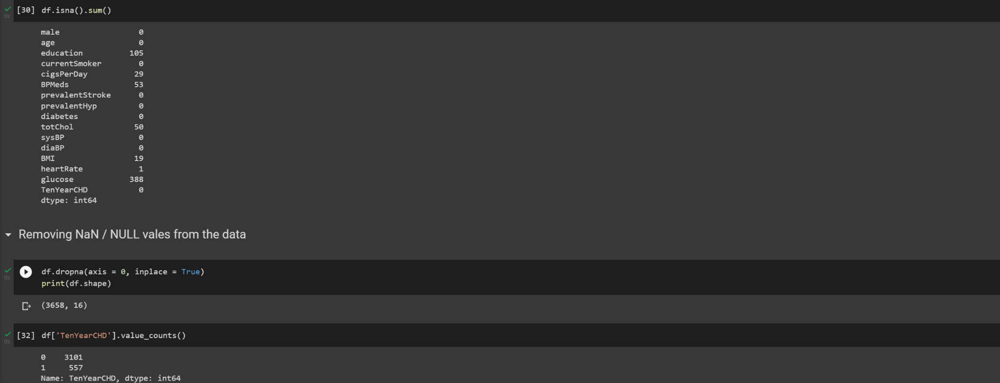 [30] df.isna().sum()
0s
male 0
age 0
education 105
currentSmoker 0
cigsPerDay 29
BPMeds 53
prevalentStroke 0
prevalentHyp 0
diabetes 0
totChol 50
sysBP 0
diaBP 0
BMI 19
heartRate 1
glucose 388
TenYearCHD 0
dtype: int64
Removing NaN / NULL vales from the data
df.dropna(axis = 0, inplace = True)
0s
print(df.shape)
(3658, 16)
[32] df['TenYearCHD'].value_counts()
0s
0 3101
1 557
Name: TenYearCHD, dtype: int64